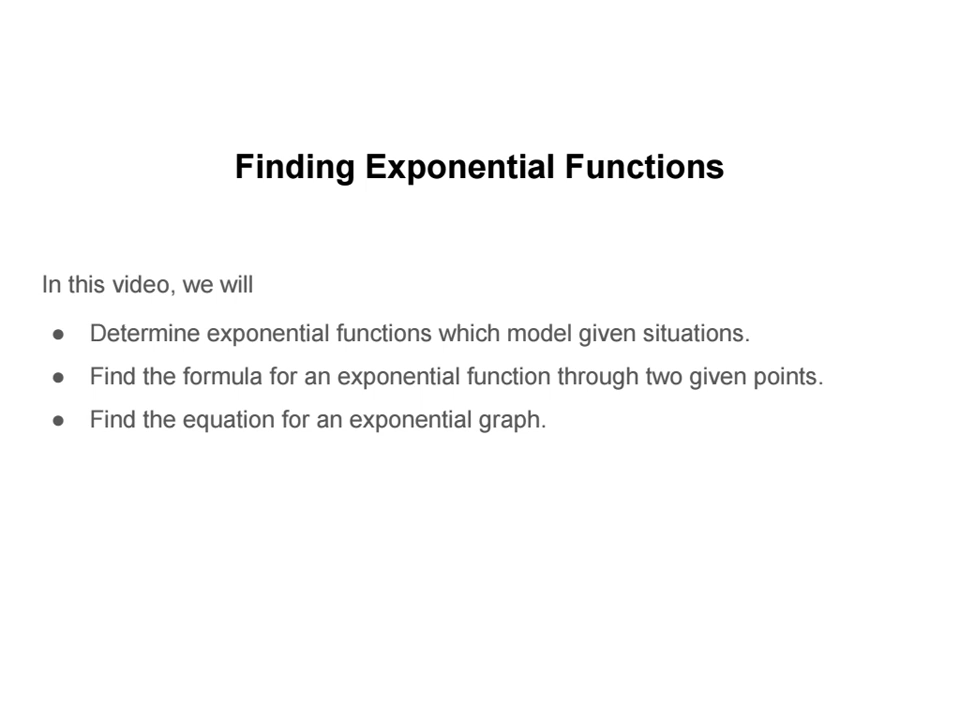 Finding Exponential Functions
In this video, we will
● Determine exponential functions which model given situations.
● Find the formula for an exponential function through two given points.
● Find the equation for an exponential graph.